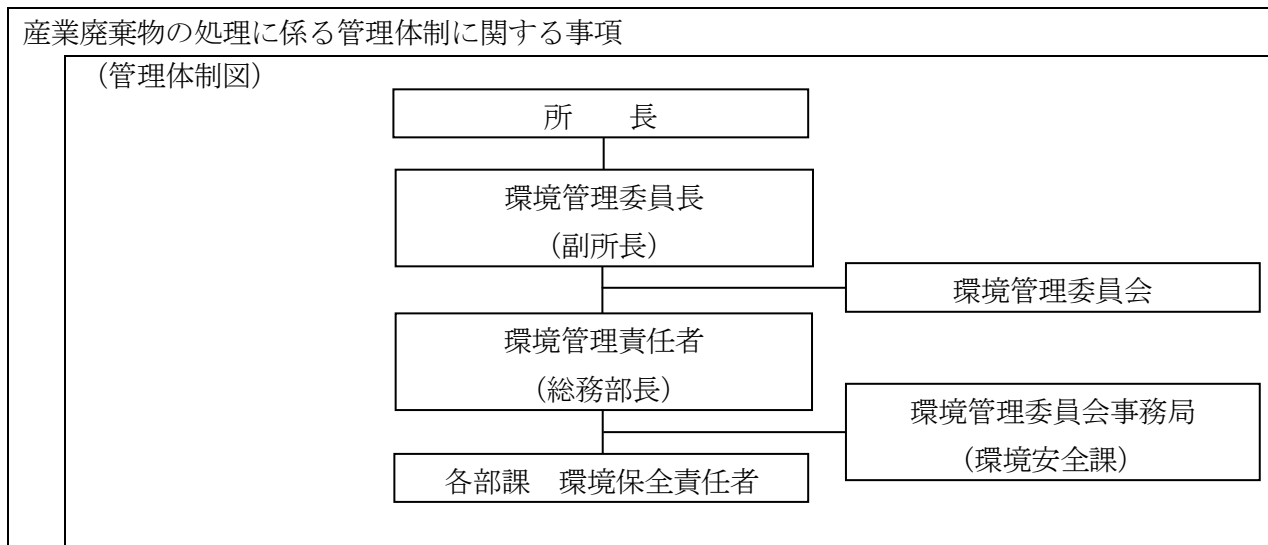 産業廃棄物の処理に係る管理体制に関する事項
（管理体制図）
所　　長
環境管理委員長
（副所長）
環境管理委員会
環境管理責任者
（総務部長）
環境管理委員会事務局
（環境安全課）
各部課　環境保全責任者